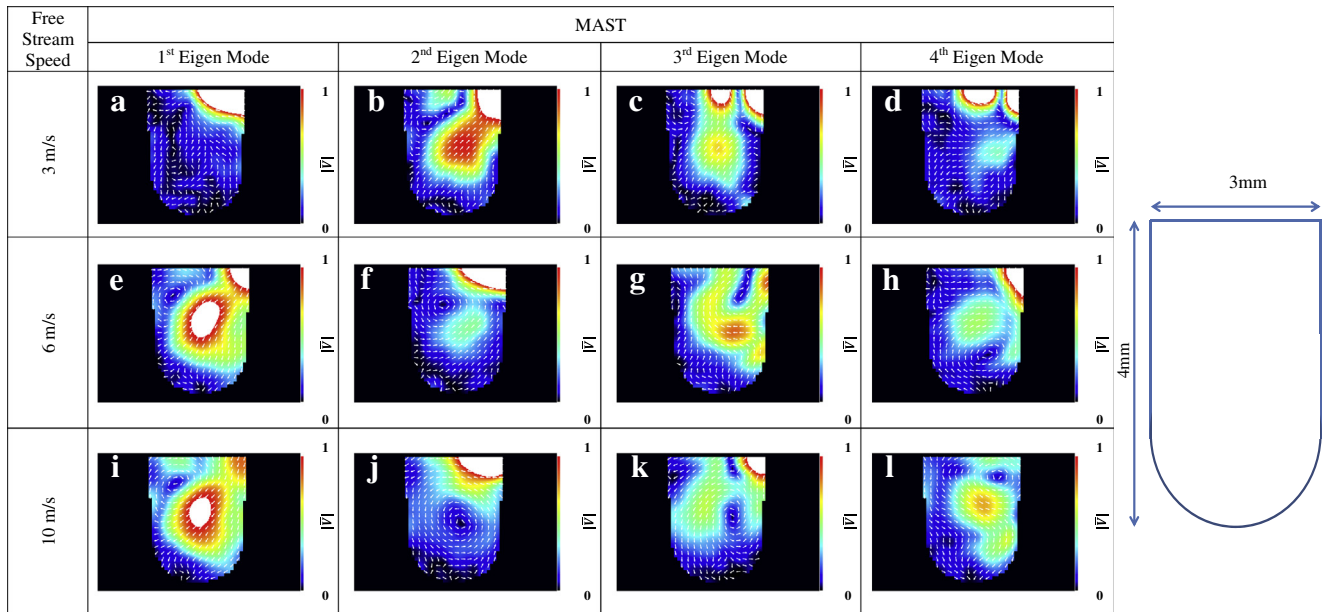 Free
Stream
Speed
MAST
1st Eigen Mode
2nd Eigen Mode
3rd Eigen Mode
4th Eigen Mode
3 m/s
a
1
|V̅|
0
b
1
|V̅|
0
c
1
|V̅|
0
d
1
|V̅|
0
6 m/s
e
1
|V̅|
0
f
1
|V̅|
0
g
1
|V̅|
0
h
1
|V̅|
0
10 m/s
i
1
|V̅|
0
j
1
|V̅|
0
k
1
|V̅|
0
l
1
|V̅|
0
3mm
4mm